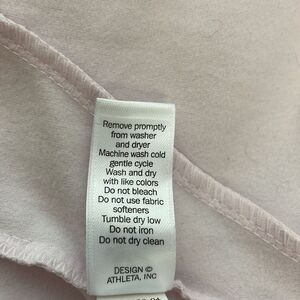 Remove promptly
from washer
and dryer
Machine wash cold
gentle cycle
Wash and dry
with like colors
Do not bleach
Do not use fabric
softeners
Tumble dry low
Do not iron
Do not dry clean
DESIGN ©
ATHLETA, INC